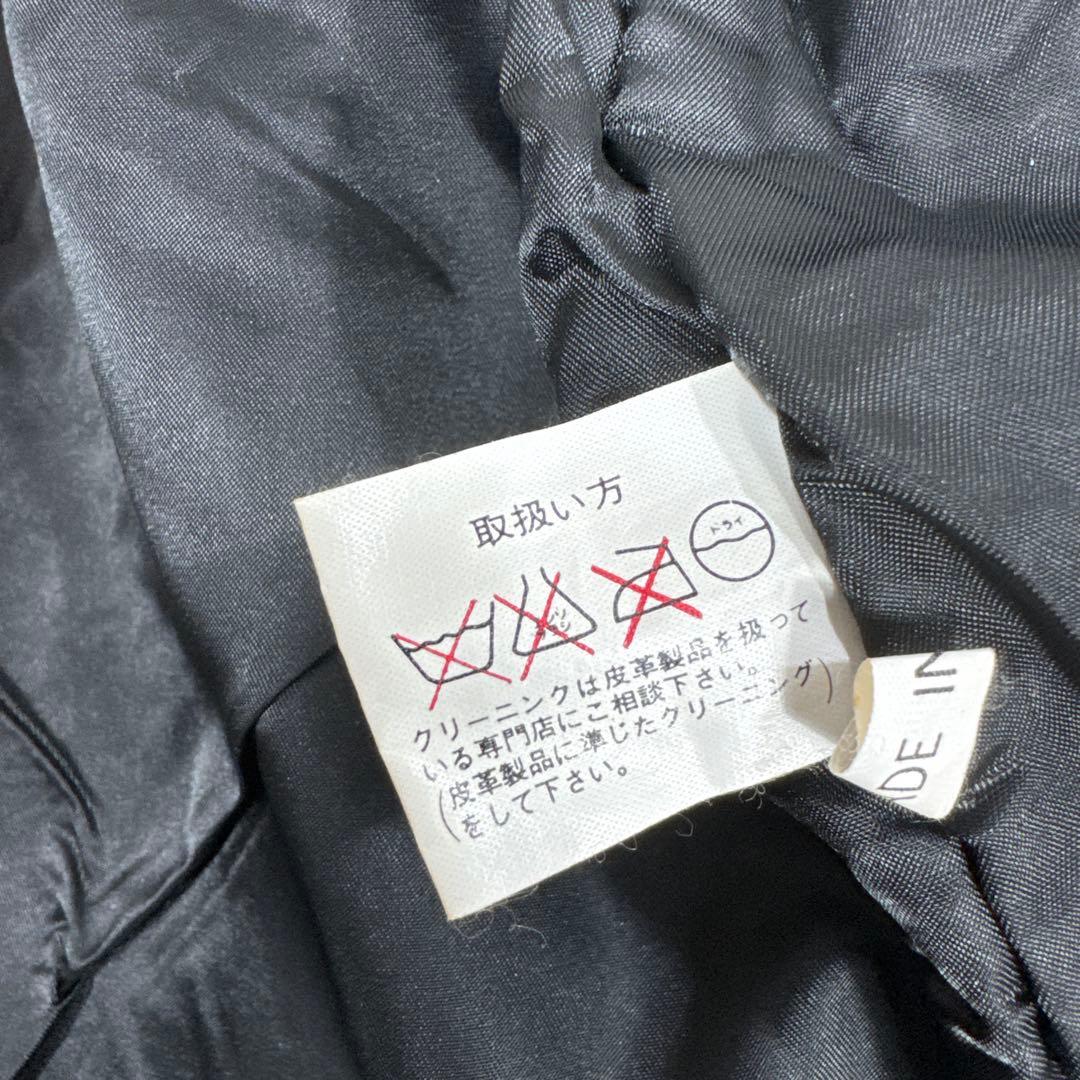 取扱い方
ドライ
クリーニングは皮革製品を扱って
いる専門店にご相談下さい。
(皮革製品に準じたクリーニング)
をして下さい。
DE IN